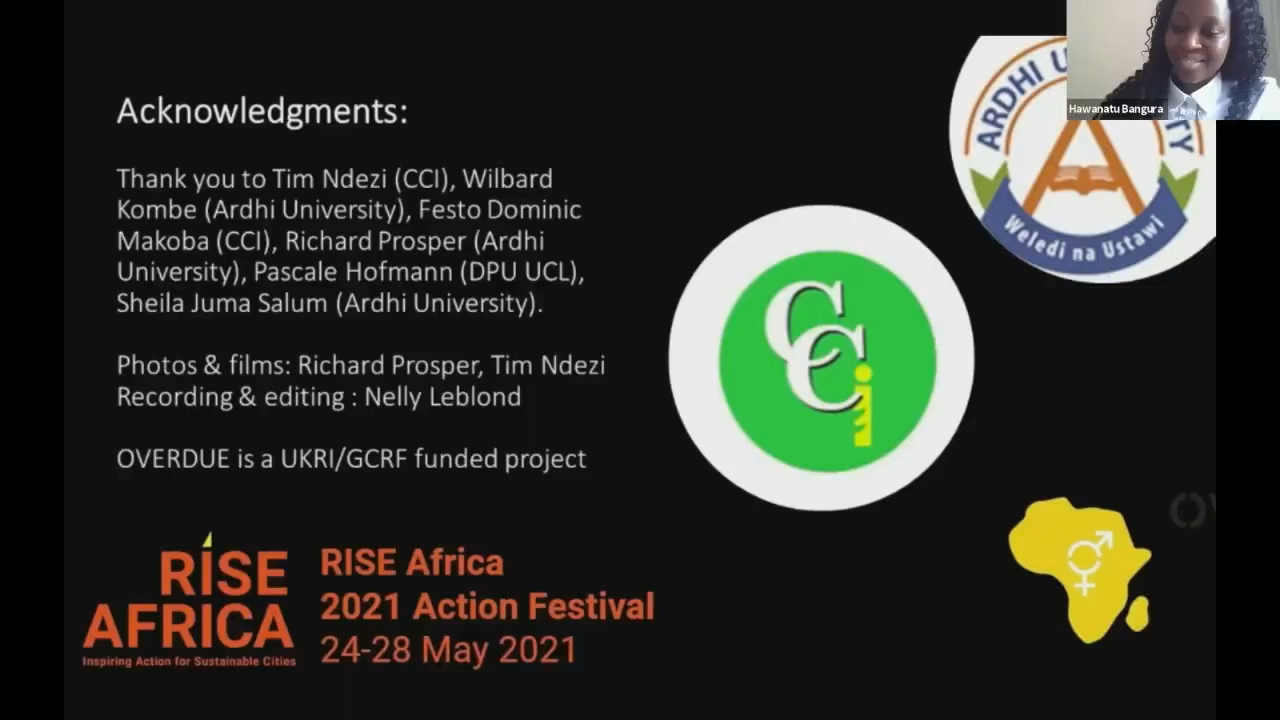 Hawanatu Bangura
ARDHI U
TY
Weledi na Ustawi
Acknowledgments:
Thank you to Tim Ndezi (CCI), Wilbard
Kombe (Ardhi University), Festo Dominic
Makoba (CCI), Richard Prosper (Ardhi
University), Pascale Hofmann (DPU UCL),
Sheila Juma Salum (Ardhi University).
Photos & films: Richard Prosper, Tim Ndezi
Recording & editing : Nelly Leblond
OVERDUE is a UKRI/GCRF funded project
CCi
RISE
AFRICA
Inspiring Action for Sustainable Cities
RISE Africa
2021 Action Festival
24-28 May 2021